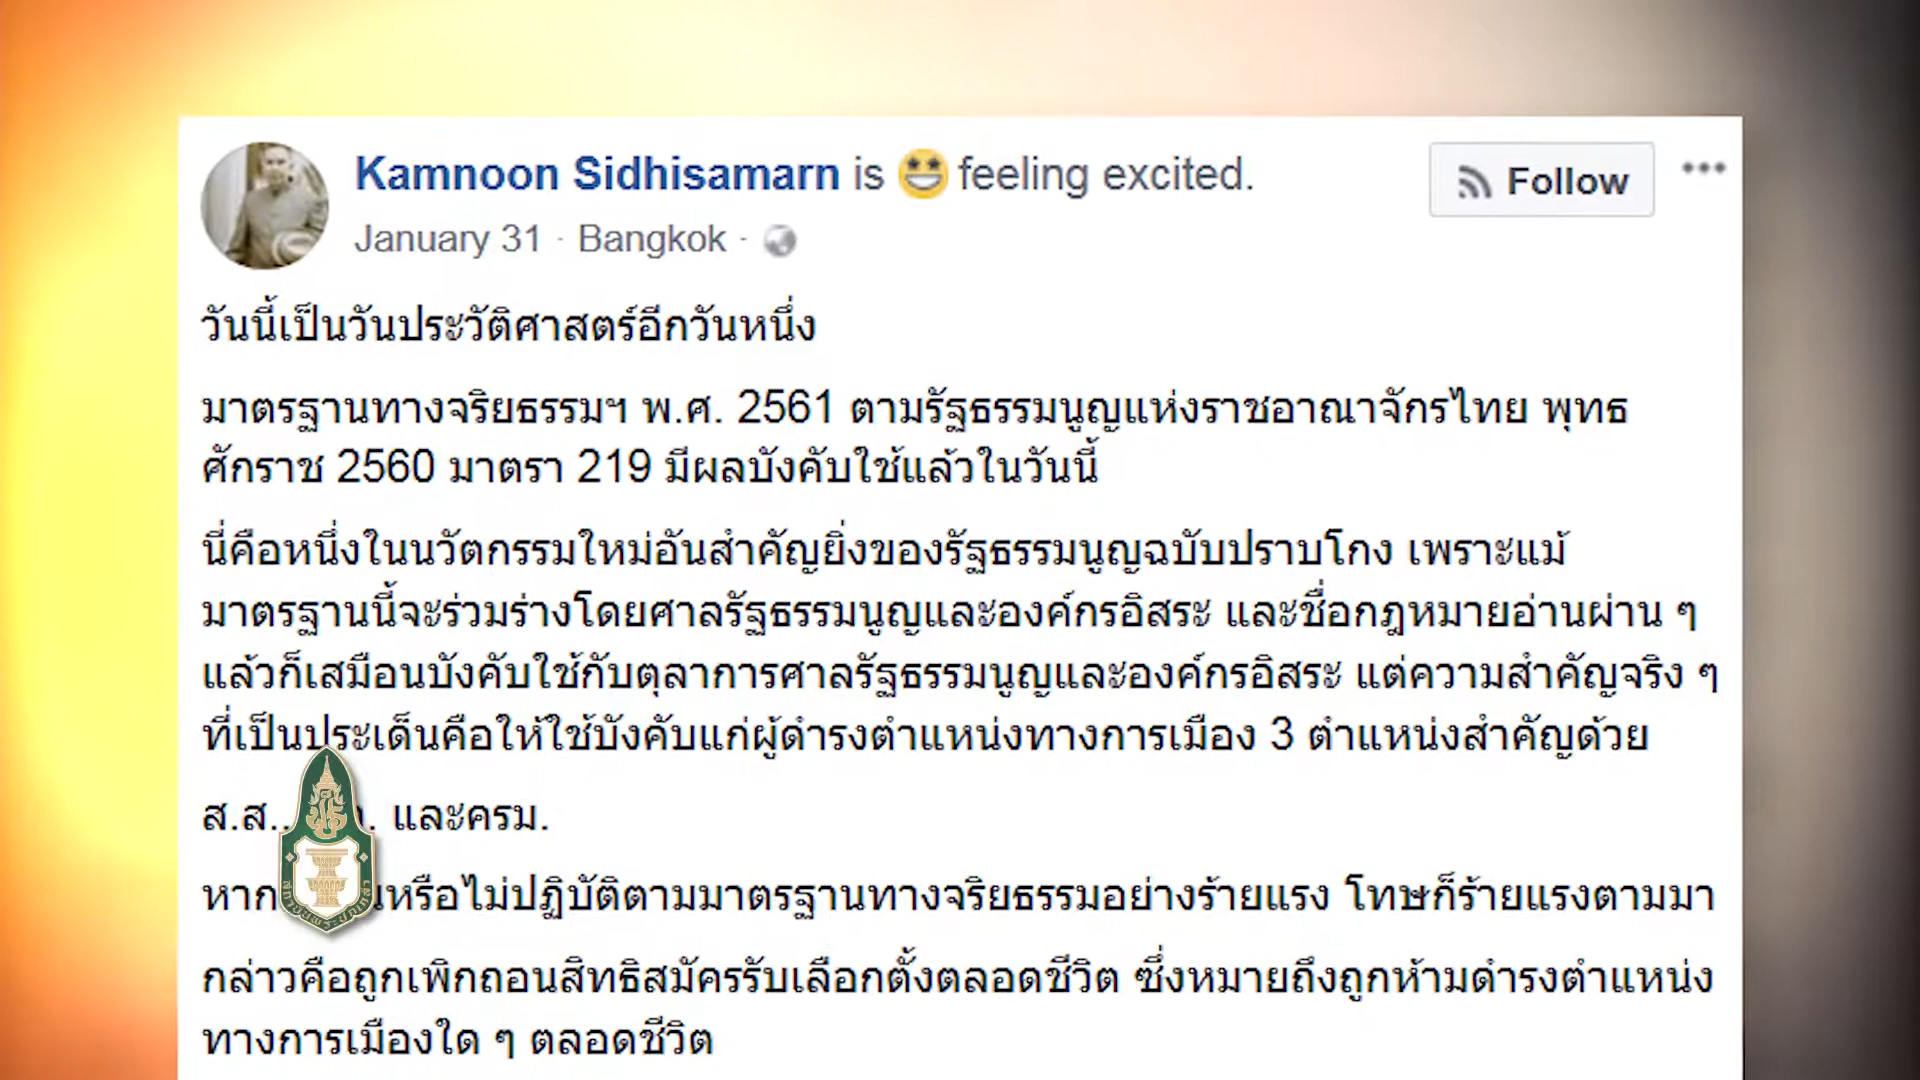 Kamnoon Sidhisamarn is feeling excited.
Follow
January 31 · Bangkok ·
วันนี้เป็นวันประวัติศาสตร์อีกวันหนึ่ง
มาตรฐานทางจริยธรรมฯ พ.ศ. 2561 ตามรัฐธรรมนูญแห่งราชอาณาจักรไทย พุทธ
ศักราช 2560 มาตรา 219 มีผลบังคับใช้แล้วในวันนี้
นี่คือหนึ่งในนวัตกรรมใหม่อันสำคัญยิ่งของรัฐธรรมนูญฉบับปราบโกง เพราะแม้
มาตรฐานนี้จะร่วมร่างโดยศาลรัฐธรรมนูญและองค์กรอิสระ และชื่อกฎหมายอ่านผ่าน ๆ
แล้วก็เสมือนบังคับใช้กับตุลาการศาลรัฐธรรมนูญและองค์กรอิสระ แต่ความสำคัญจริง ๆ
ที่เป็นประเด็นคือให้ใช้บังคับแก่ผู้ดำรงตำแหน่งทางการเมือง 3 ตำแหน่งสำคัญด้วย
ส.ส. และครม.
หาก หรือไม่ปฏิบัติตามมาตรฐานทางจริยธรรมอย่างร้ายแรง โทษก็ร้ายแรงตามมา
กล่าวคือถูกเพิกถอนสิทธิสมัครรับเลือกตั้งตลอดชีวิต ซึ่งหมายถึงถูกห้ามดำรงตำแหน่ง
ทางการเมืองใด ๆ ตลอดชีวิต